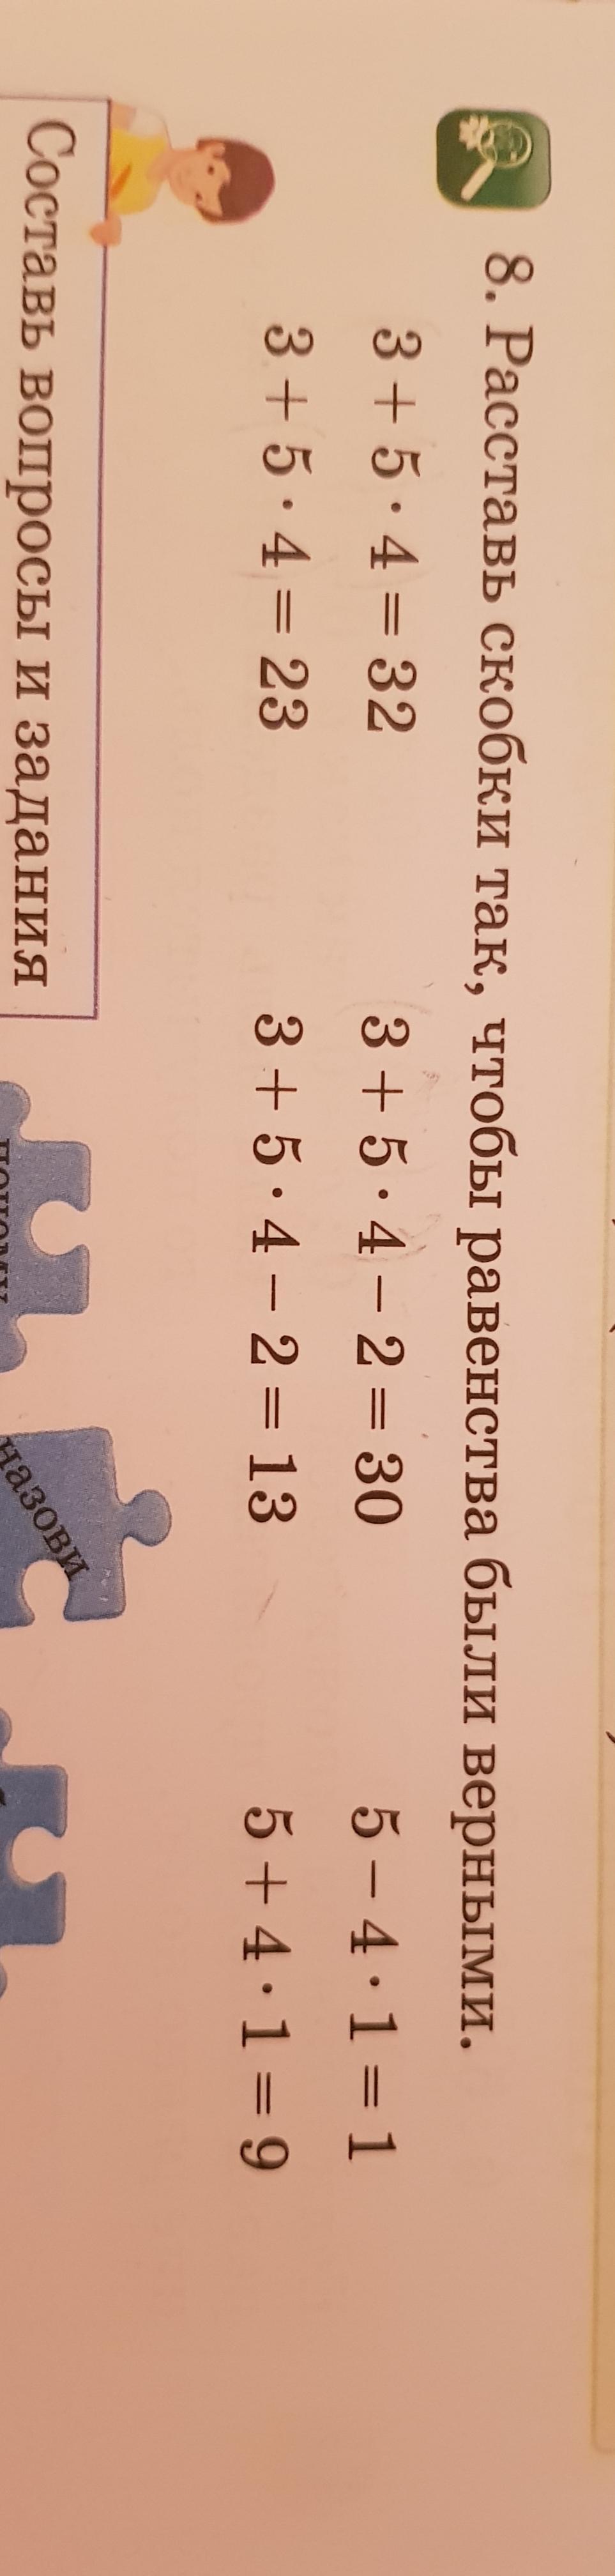 8. Расставь скобки так, чтобы равенства были верными.
3 + 5 · 4 = 32 3 + 5 · 4 − 2 = 30 5 − 4 · 1 = 1
3 + 5 · 4 = 23 3 + 5 · 4 − 2 = 13 5 + 4 · 1 = 9
Составь вопросы и задания
назови